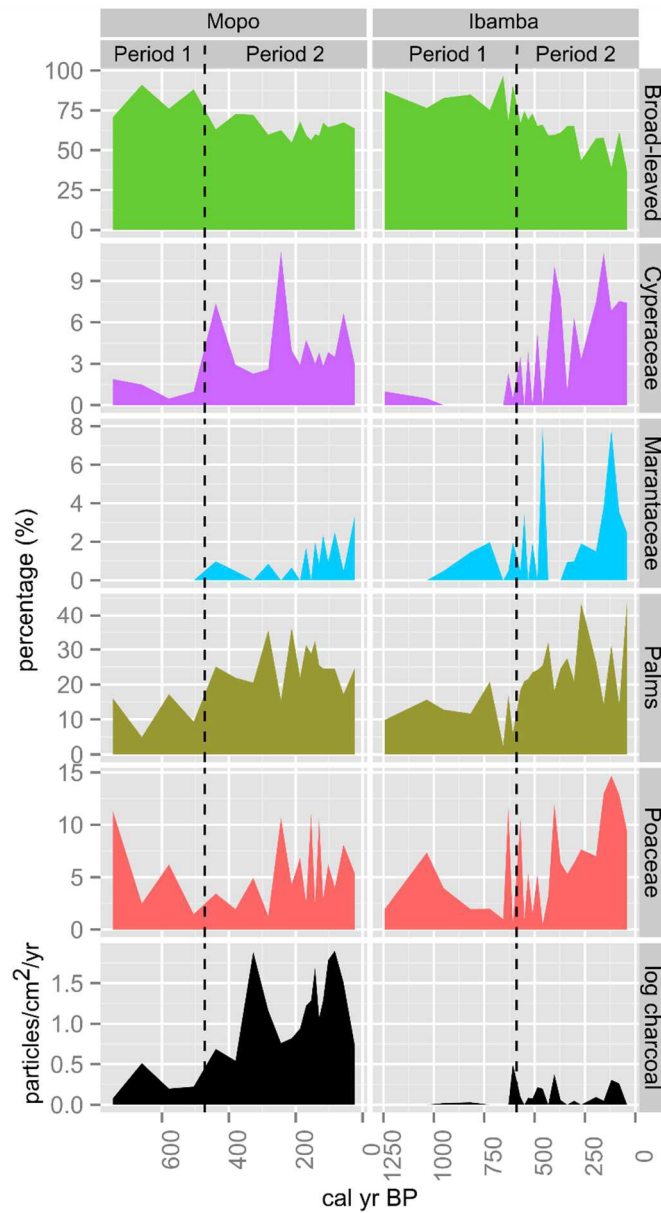 Mopo
Ibamba
Period 1
Period 2
Period 1
Period 2
100
75
50
25
0
Broad-leaved
9
6
3
0
Cyperaceae
8
6
4
2
0
Marantaceae
40
30
20
10
0
Palms
15
10
5
0
Poaceae
1.5
1.0
0.5
0.0
log charcoal
percentage (%)
particles/cm²/yr
600
400
200
0
1250
1000
750
500
250
0
cal yr BP